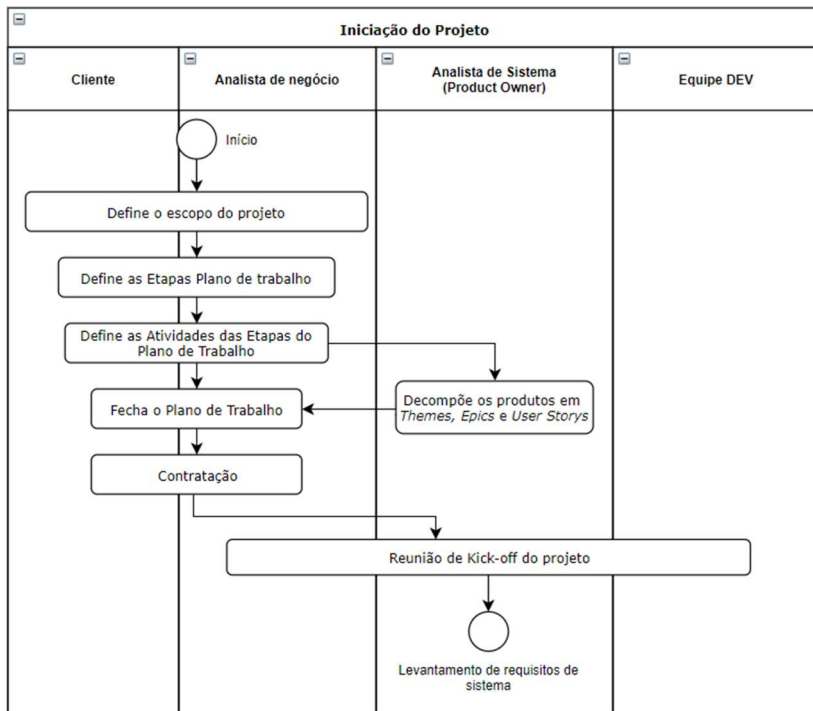 Iniciação do Projeto
Cliente
Analista de negócio
Analista de Sistema
(Product Owner)
Equipe DEV
Início
Define o escopo do projeto
Define as Etapas Plano de trabalho
Define as Atividades das Etapas do
Plano de Trabalho
Decompõe os produtos em
Themes, Epics e User Storys
Fecha o Plano de Trabalho
Contratação
Reunião de Kick-off do projeto
Levantamento de requisitos de
sistema